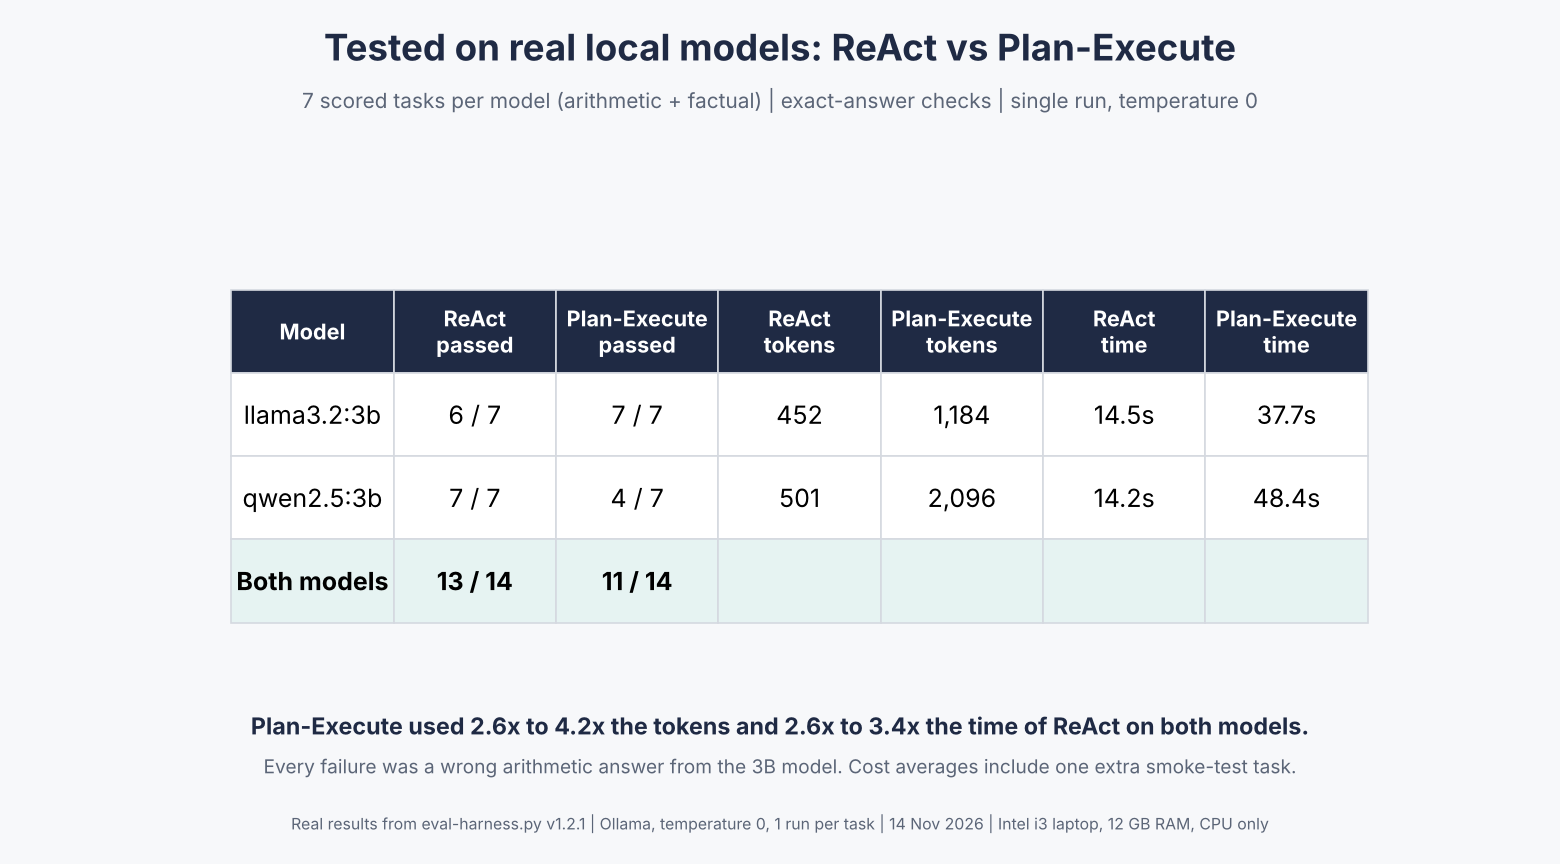 Tested on real local models: ReAct vs Plan-Execute
7 scored tasks per model (arithmetic + factual) | exact-answer checks | single run, temperature 0
Model
ReAct
passed
Plan-Execute
passed
ReAct
tokens
Plan-Execute
tokens
ReAct
time
Plan-Execute
time
llama3.2:3b 6 / 7 7 / 7 452 1,184 14.5s 37.7s
qwen2.5:3b 7 / 7 4 / 7 501 2,096 14.2s 48.4s
Both models 13 / 14 11 / 14
Plan-Execute used 2.6x to 4.2x the tokens and 2.6x to 3.4x the time of ReAct on both models.
Every failure was a wrong arithmetic answer from the 3B model. Cost averages include one extra smoke-test task.
Real results from eval-harness.py v1.2.1 | Ollama, temperature 0, 1 run per task | 14 Nov 2026 | Intel i3 laptop, 12 GB RAM, CPU only